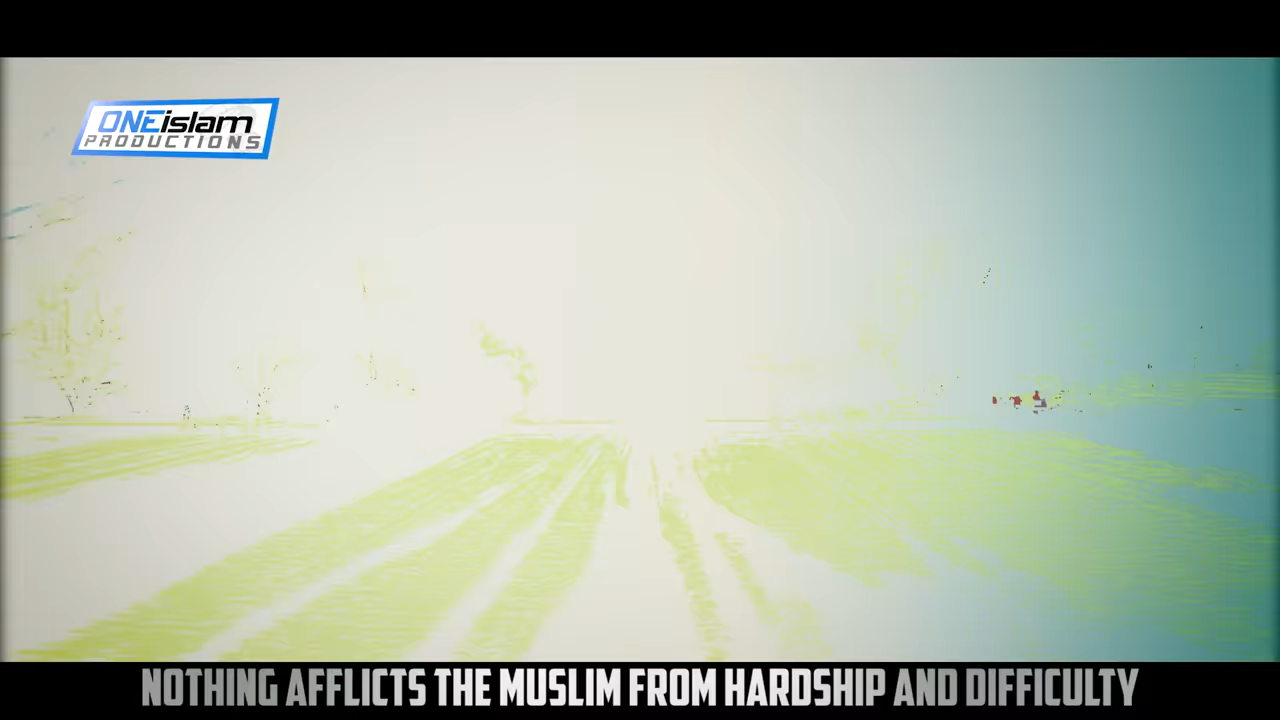 ONEislam
PRODUCTIONS
NOTHING AFFLICTS THE MUSLIM FROM HARDSHIP AND DIFFICULTY